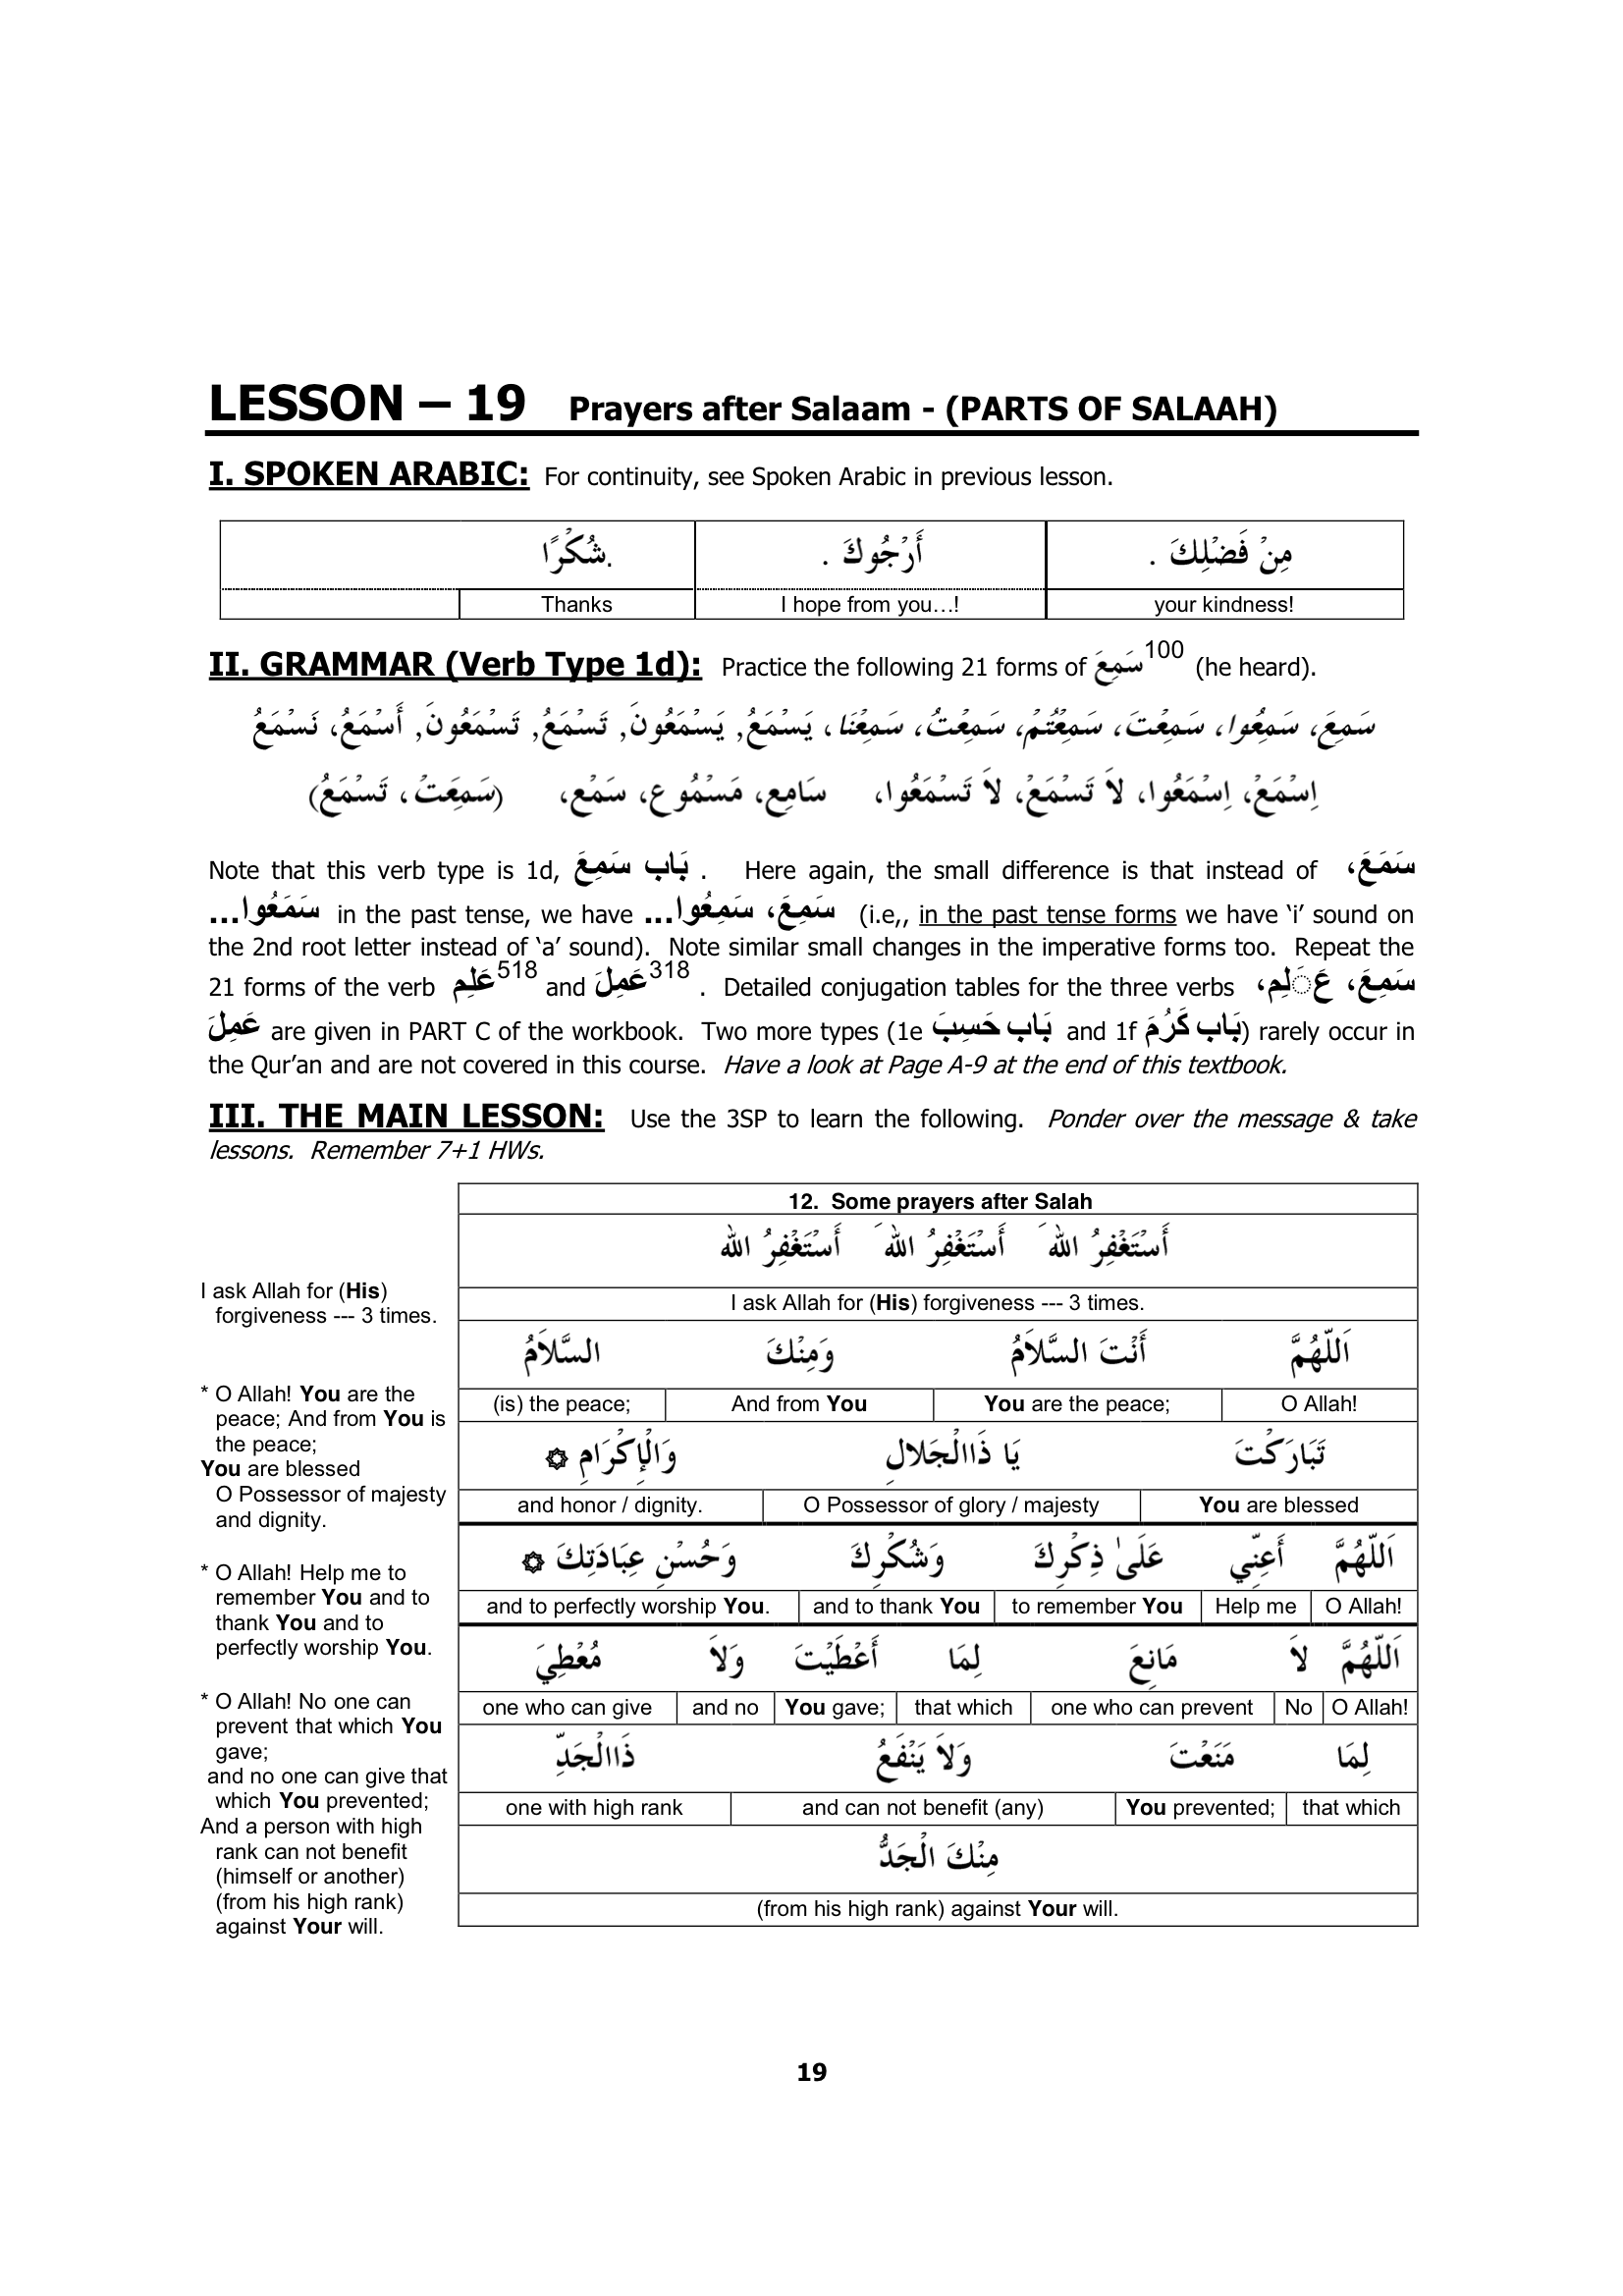 LESSON – 19 Prayers after Salaam - (PARTS OF SALAAH)
I. SPOKEN ARABIC: For continuity, see Spoken Arabic in previous lesson.
مِنْ فَضْلِكَ . أَرْجُوكَ . شُكْرًا.
your kindness! I hope from you…! Thanks
II. GRAMMAR (Verb Type 1d): Practice the following 21 forms of سَمِعَ100 (he heard).
سَمِعَ، سَمِعُوا، سَمِعْتَ، سَمِعْتُمْ، سَمِعْتُ، سَمِعْنَا، يَسْمَعُ, يَسْمَعُونَ, تَسْمَعُ, تَسْمَعُونَ, أَسْمَعُ، نَسْمَعُ
اِسْمَعْ، اِسْمَعُوا، لاَ تَسْمَعْ، لاَ تَسْمَعُوا، سَامِع، مَسْمُوع، سَمْع، (سَمِعَتْ، تَسْمَعُ)
Note that this verb type is 1d, بَاب سَمِعَ . Here again, the small difference is that instead of سَمَعَ،
سَمَعُوا... in the past tense, we have سَمِعَ، سَمِعُوا... (i.e,, in the past tense forms we have ‘i’ sound on
the 2nd root letter instead of ‘a’ sound). Note similar small changes in the imperative forms too. Repeat the
21 forms of the verb عَلِم518 and عَمِلَ318 . Detailed conjugation tables for the three verbs سَمِعَ، عَ◌َلِم،
عَمِلَ are given in PART C of the workbook. Two more types (1e بَاب حَسِبَ and 1f بَاب كَرُمَ) rarely occur in
the Qur’an and are not covered in this course. Have a look at Page A-9 at the end of this textbook.
III. THE MAIN LESSON: Use the 3SP to learn the following. Ponder over the message & take
lessons. Remember 7+1 HWs.
12. Some prayers after Salah
أَسْتَغْفِرُ اللهَ أَسْتَغْفِرُ اللهَ أَسْتَغْفِرُ الله
I ask Allah for (His) forgiveness --- 3 times.
اَللّهُمَّ أَنْتَ السَّلاَمُ وَمِنْكَ السَّلاَمُ
O Allah! You are the peace; And from You (is) the peace;
تَبَارَكْتَ يَا ذَاالْجَلالِ وَالْإِكْرَامِ ۞
You are blessed O Possessor of glory / majesty and honor / dignity.
اَللّهُمَّ أَعِنِّي عَلَىٰ ذِكْرِكَ وَشُكْرِكَ وَحُسْنِ عِبَادَتِكَ ۞
O Allah! Help me to remember You and to thank You and to perfectly worship You.
اَللّهُمَّ لاَ مَانِعَ لِمَا أَعْطَيْتَ وَلاَ مُعْطِيَ
O Allah! No one who can prevent that which You gave; and no one who can give
لِمَا مَنَعْتَ وَلاَ يَنْفَعُ ذَاالْجَدِّ
that which You prevented; and can not benefit (any) one with high rank
مِنْكَ الْجَدُّ
(from his high rank) against Your will.
I ask Allah for (His)
forgiveness --- 3 times.
* O Allah! You are the
peace; And from You is
the peace;
You are blessed
O Possessor of majesty
and dignity.
* O Allah! Help me to
remember You and to
thank You and to
perfectly worship You.
* O Allah! No one can
prevent that which You
gave;
and no one can give that
which You prevented;
And a person with high
rank can not benefit
(himself or another)
(from his high rank)
against Your will.
19